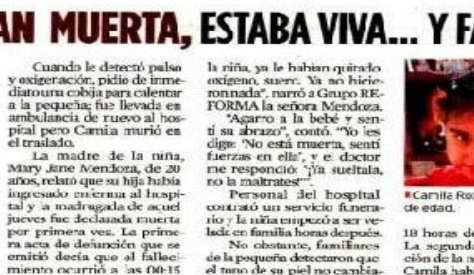 AN MUERTA, ESTABA VIVA... Y FA
Cuando le detectó pulso
y oxigenación, pidió de inme-
diato una cobija para calentar
a la pequeña; fue llevada en
ambulancia de nuevo al hos-
pital pero Camila murió en
el traslado.
La madre de la niña,
Mary Jane Mendoza, de 20
años, relató que su hija había
ingresado enferma al hospi-
tal y la madrugada de aquel
jueves fue declarada muerta
por primera vez. La prime-
ra acta de defunción que se
emitió decía que el falleci-
miento ocurrió a las 00:15
la niña, ya le habían quitado
oxígeno, suero. Ya no hicie-
ron nada", narró a Grupo RE-
FORMA la señora Mendoza.
"Agarro a la bebé y sen-
tí su abrazo", contó. "Yo les
digo: 'No está muerta, sentí
fuerzas en ella', y el doctor
me respondió: '¡Ya suéltala,
no la maltrates!'".
Personal del hospital
contrató un servicio funera-
rio y la niña empezó a ser ve-
lada en familia horas después.
No obstante, familiares
de la pequeña detectaron que
el tono de su piel no cambia
Camila Ro
de edad.
18 horas de
La segund
ción de la
Camila hab